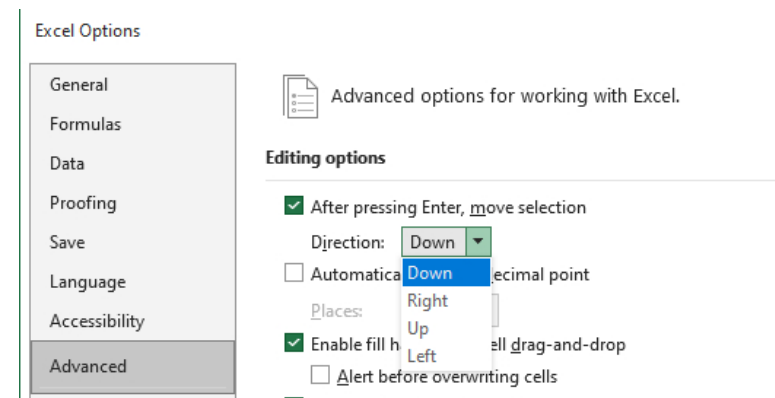 Excel Options
General
Formulas
Data
Proofing
Save
Language
Accessibility
Advanced
Advanced options for working with Excel.
Editing options
After pressing Enter, move selection
Direction: Down
Down
Right
Up
Left
Automatica ecimal point
Places:
Enable fill h ell drag-and-drop
Alert before overwriting cells